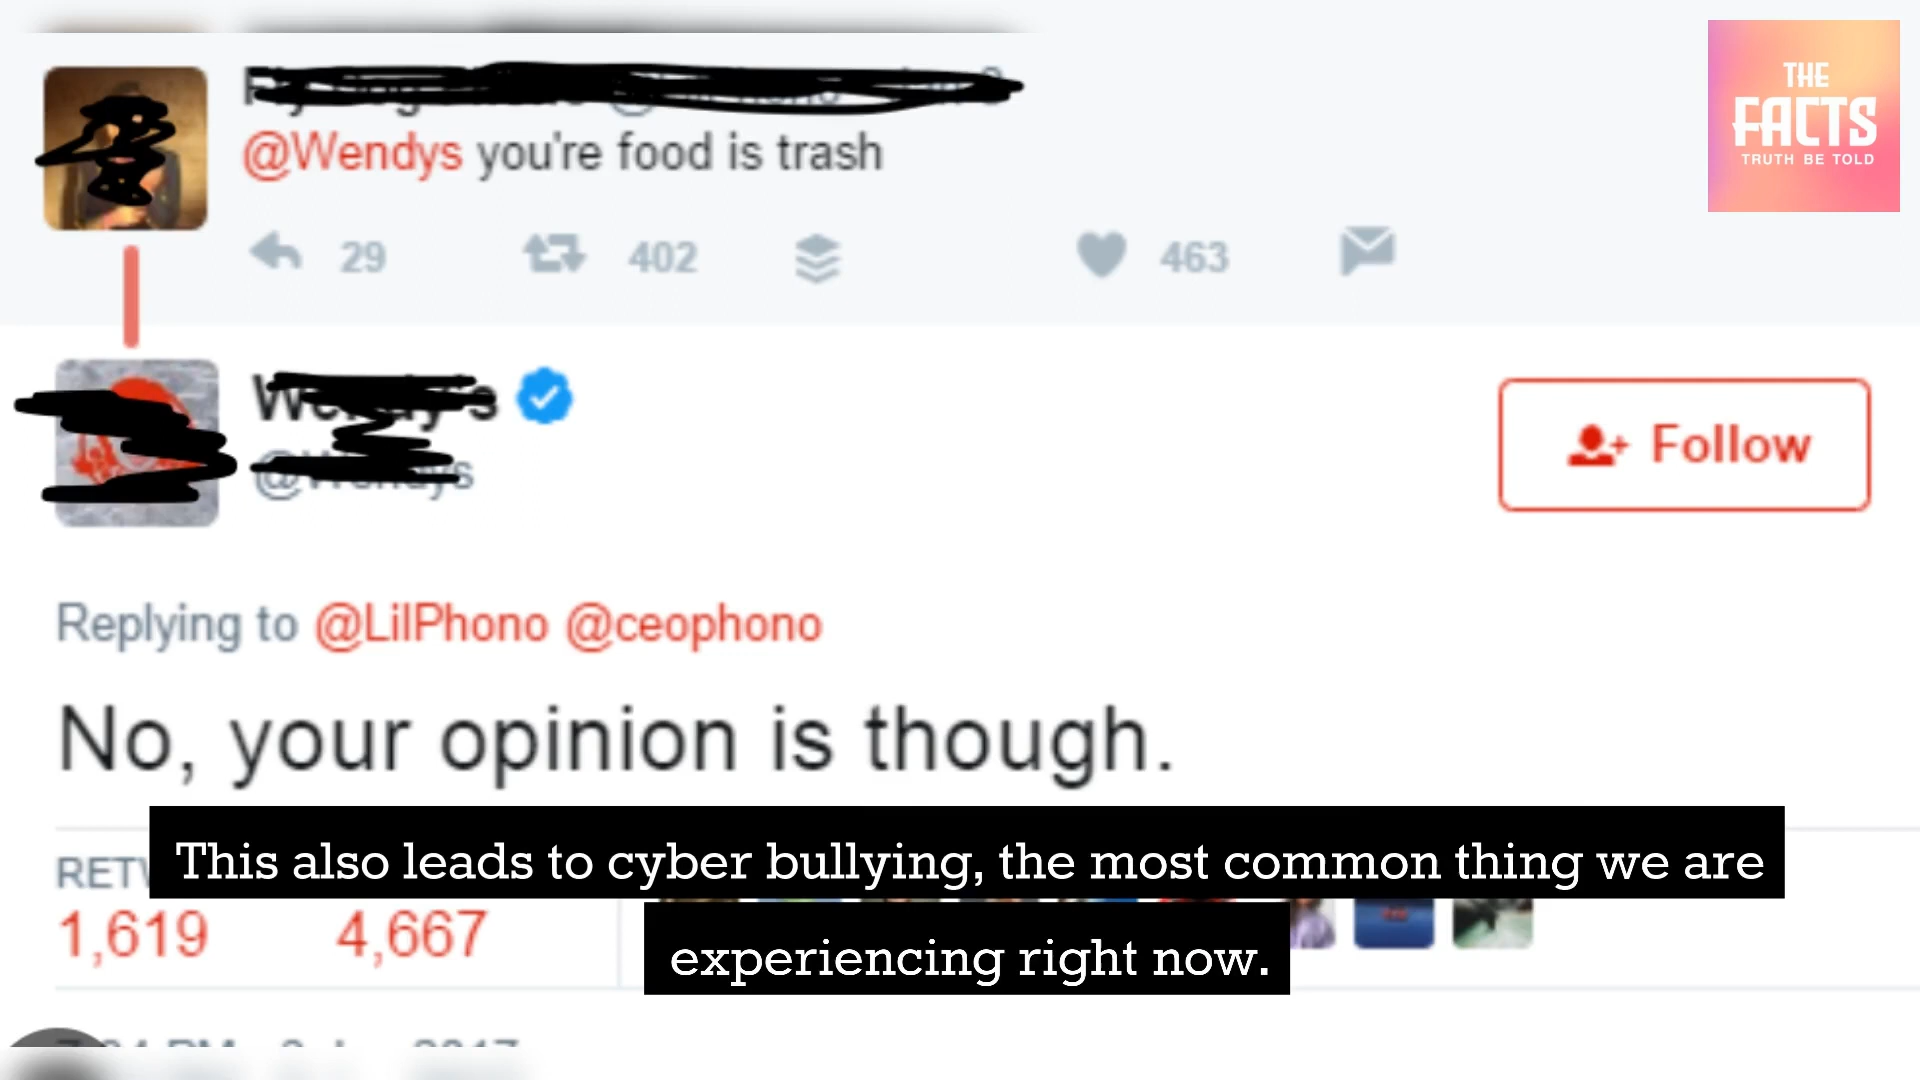 @Wendys you're food is trash
29 402 463
THE
FACTS
TRUTH BE TOLD
@Wendys
Follow
Replying to @LilPhono @ceophono
No, your opinion is though.
This also leads to cyber bullying, the most common thing we are
1,619 4,667
experiencing right now.